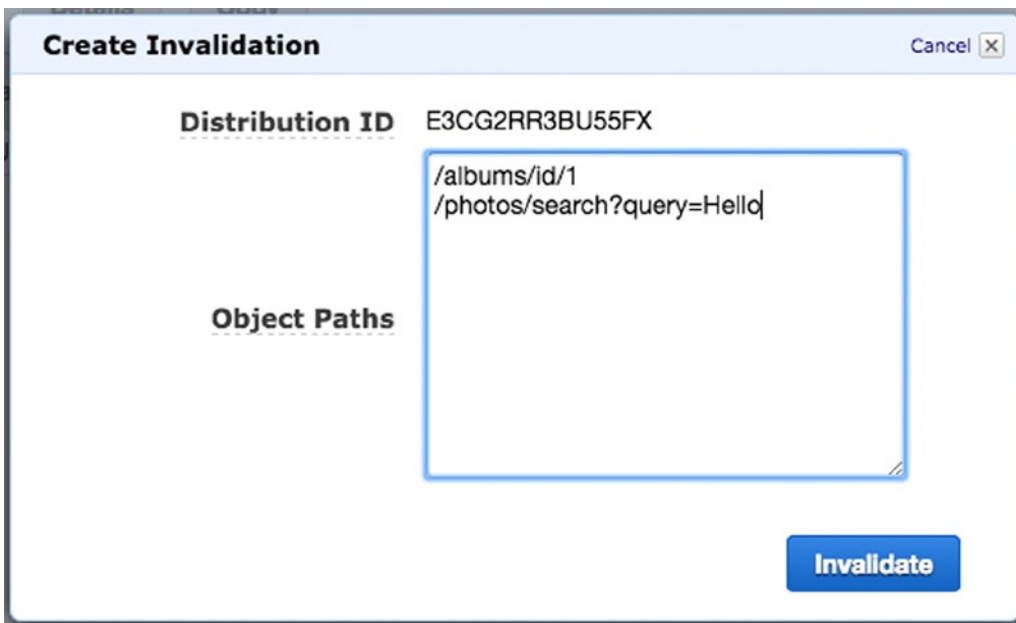 Create Invalidation
Cancel
Distribution ID E3CG2RR3BU55FX
/albums/id/1
/photos/search?query=Hello
Object Paths
Invalidate